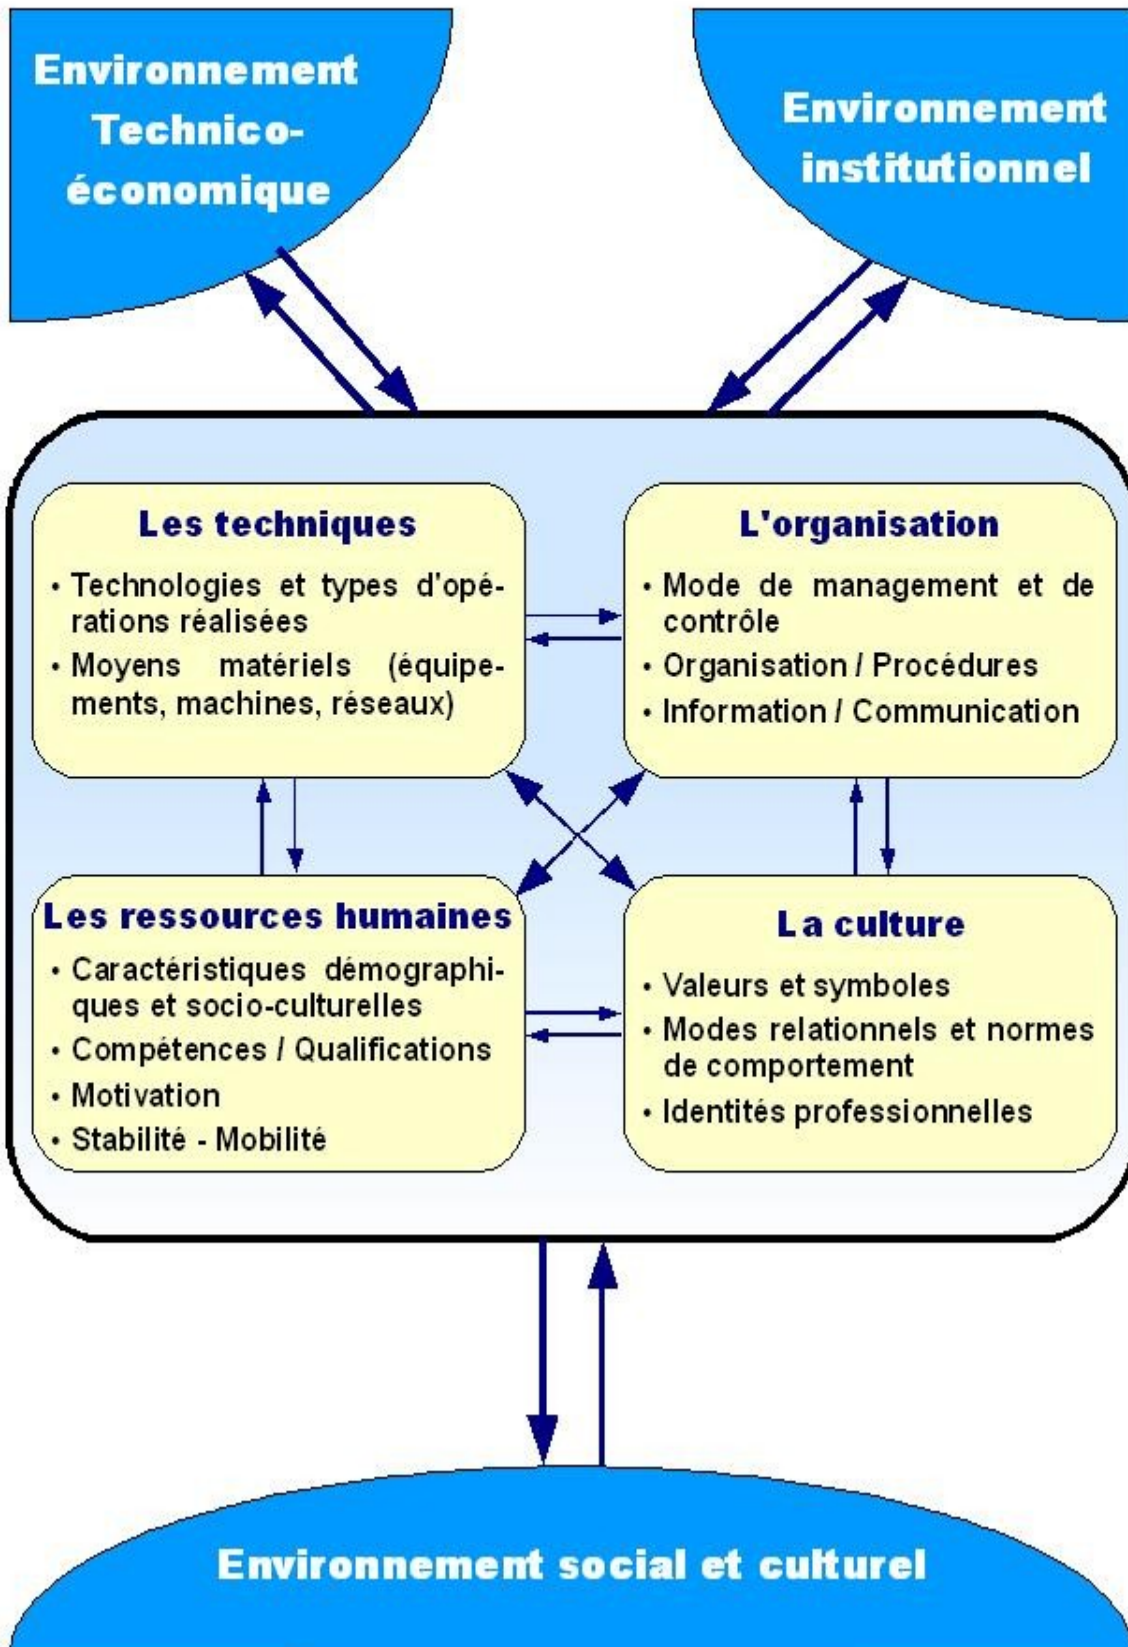 Environnement
Technico-
économique
Environnement
institutionnel
Les techniques
• Technologies et types d'opé-
rations réalisées
• Moyens matériels (équipe-
ments, machines, réseaux)
L'organisation
• Mode de management et de
contrôle
• Organisation / Procédures
• Information / Communication
Les ressources humaines
• Caractéristiques démographi-
ques et socio-culturelles
• Compétences / Qualifications
• Motivation
• Stabilité - Mobilité
La culture
• Valeurs et symboles
• Modes relationnels et normes
de comportement
• Identités professionnelles
Environnement social et culturel